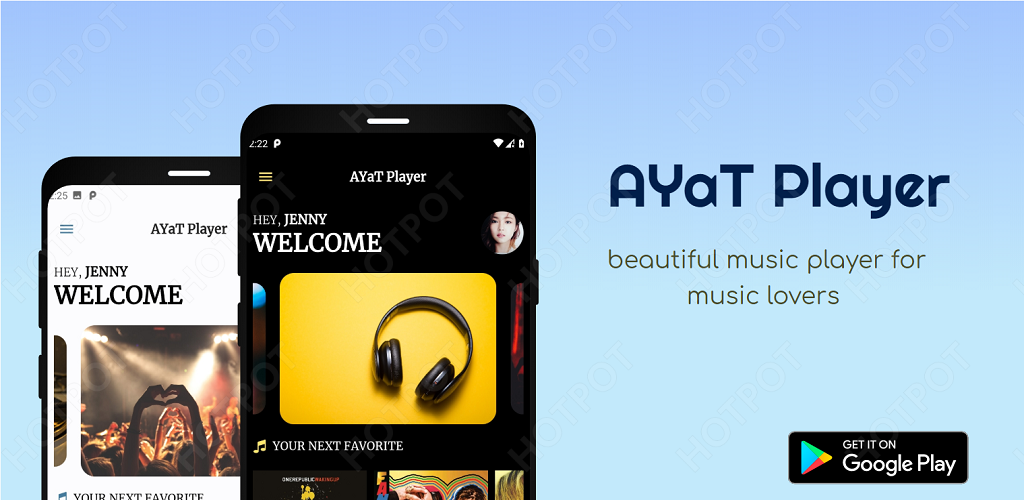 2:25
AYaT Player
HEY, JENNY
WELCOME
YOUR NEXT FAVORITE
2:22
AYaT Player
HEY, JENNY
WELCOME
YOUR NEXT FAVORITE
ONEREPUBLICWAKINGUP
AYaT Player
beautiful music player for
music lovers
GET IT ON
Google Play
HOTPOT